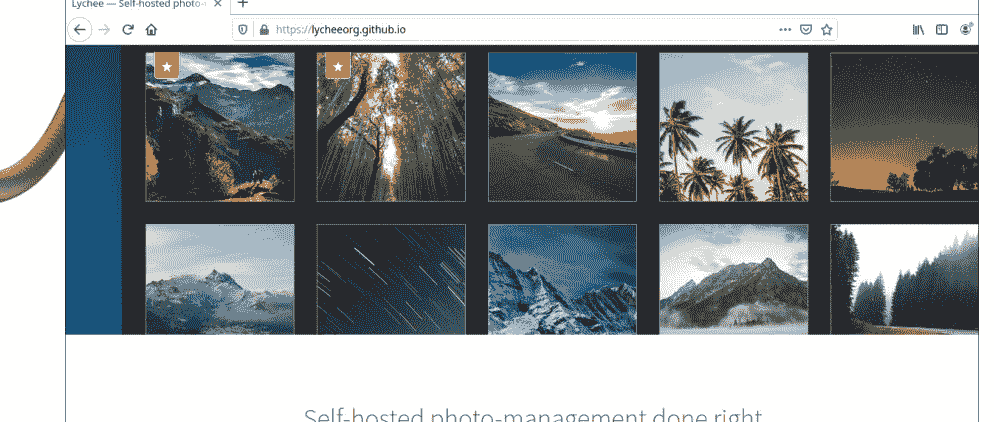 Lychee — Self-hosted photo-
https://lycheeorg.github.io
Self-hosted photo-management done right